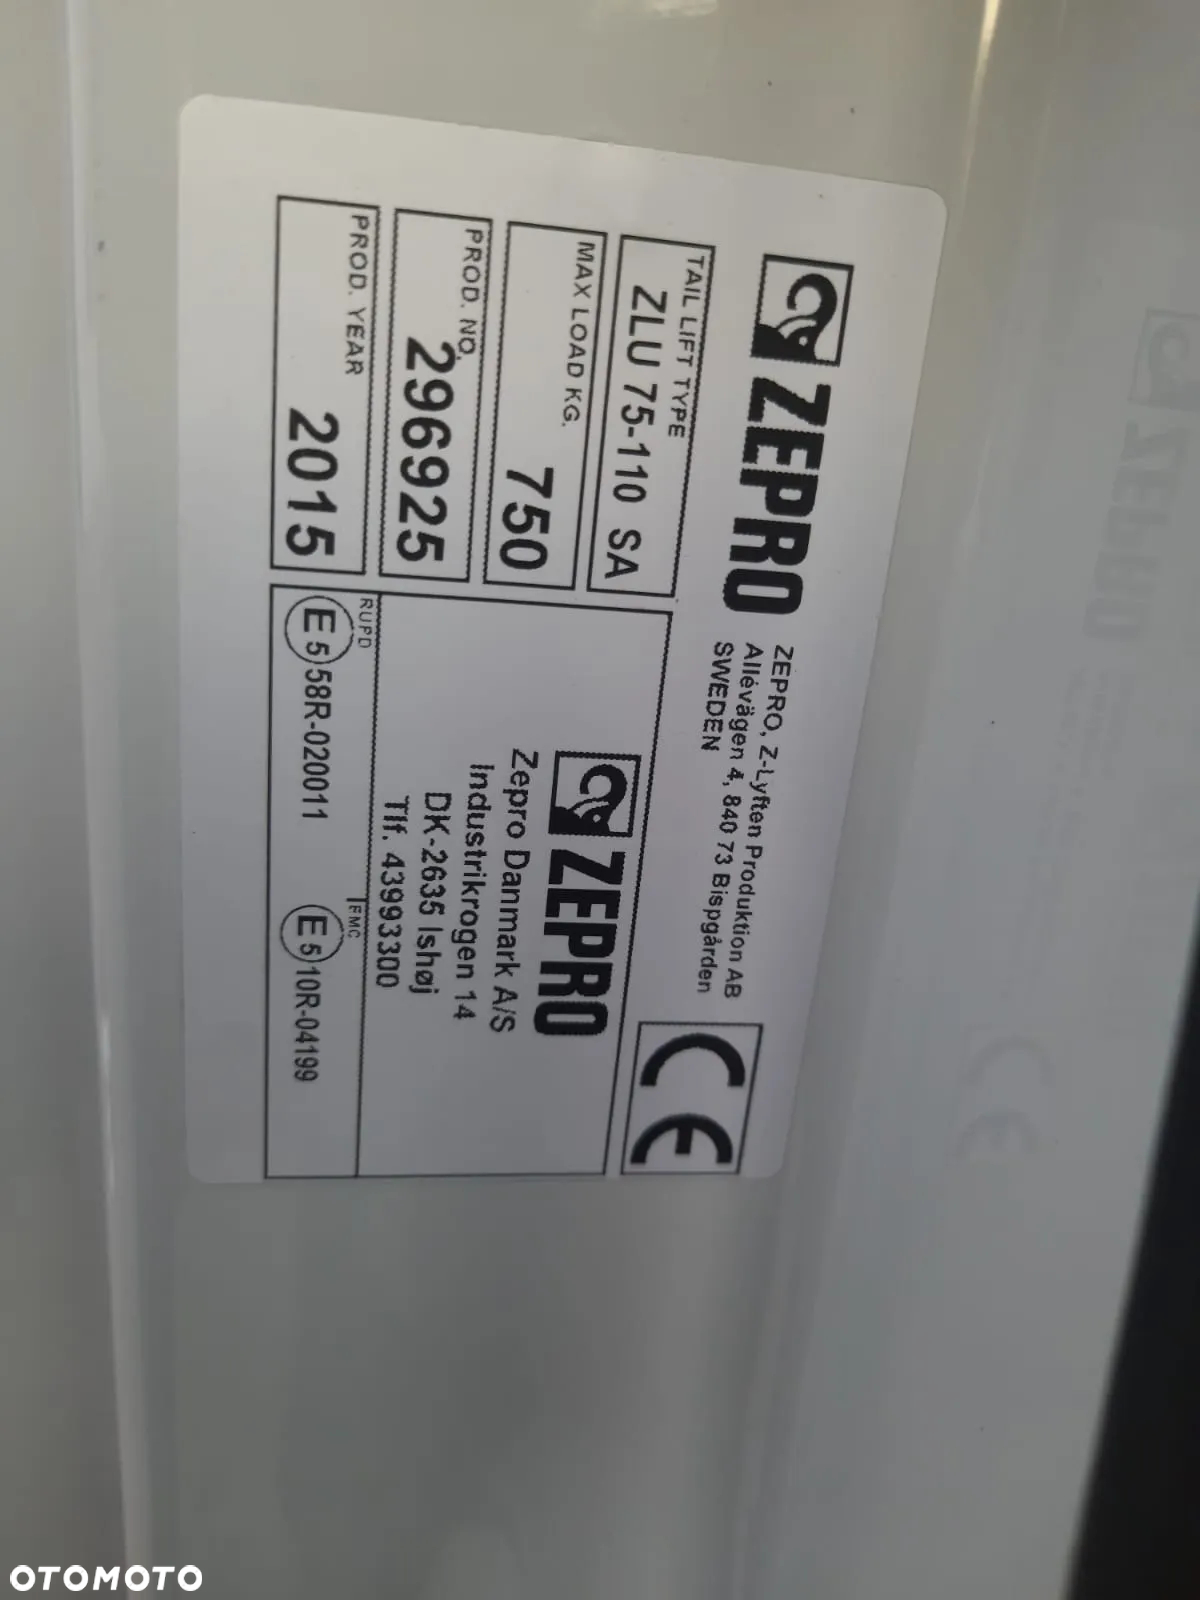 ZEPRO
ZEPRO, Z-Lyften Produktion AB
Allévägen 4, 840 73 Bispgården
SWEDEN
CE
TAIL LIFT TYPE
ZLU 75-110 SA
MAX LOAD KG.
750
PROD. NO.
296925
PROD. YEAR
2015
ZEPRO
Zepro Danmark A/S
Industrikrogen 14
DK-2635 Ishøj
Tlf. 43993300
RUPD
E5 58R-020011
EMC
E5 10R-04199
OTOMOTO